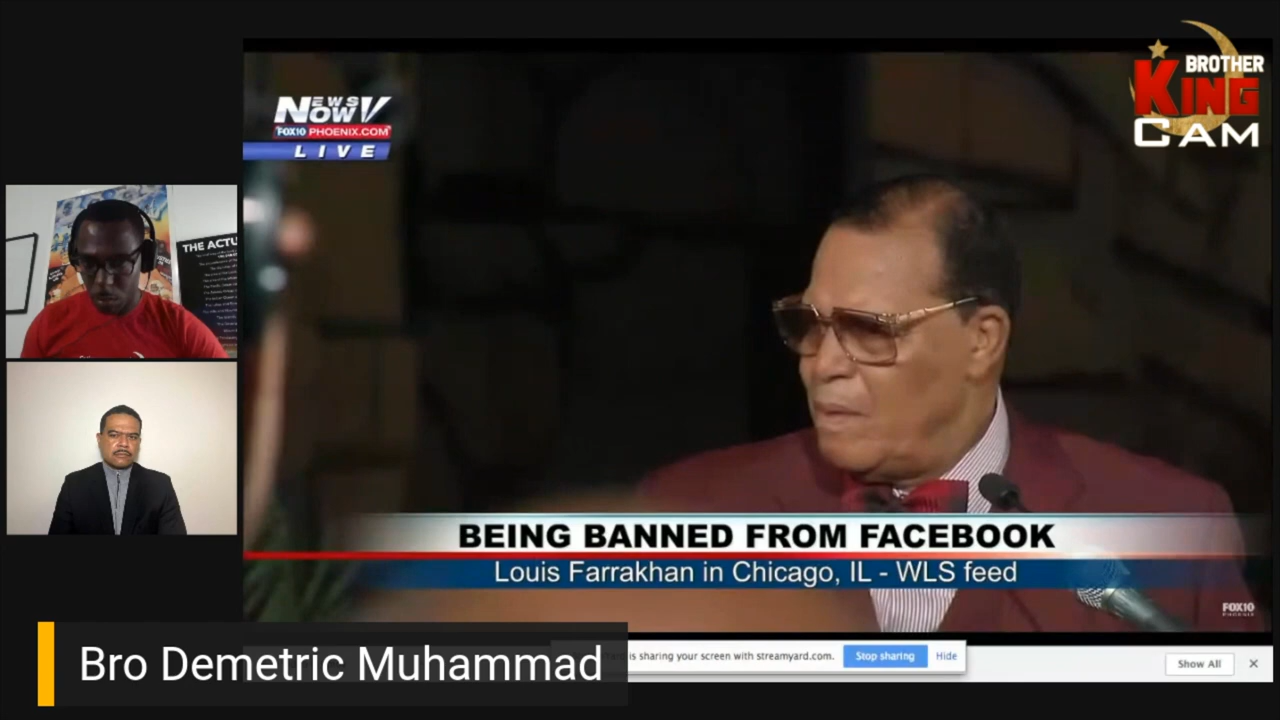 BROTHER
KING
CAM
NEWS
NOW
FOX10 PHOENIX.COM
LIVE
THE ACTU
BEING BANNED FROM FACEBOOK
Louis Farrakhan in Chicago, IL - WLS feed
FOX10
PHOENIX
is sharing your screen with streamyard.com.
Stop sharing
Hide
Show All
Bro Demetric Muhammad